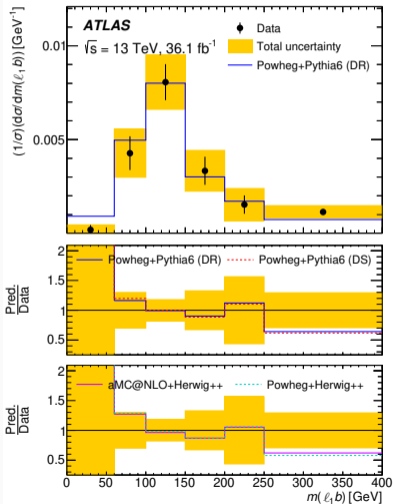 ATLAS
√s = 13 TeV, 36.1 fb⁻¹
Data
Total uncertainty
Powheg+Pythia6 (DR)
(1/σ)(dσ/dm(ℓ₁b)) [GeV⁻¹]
0.01
0.005
Powheg+Pythia6 (DR) Powheg+Pythia6 (DS)
Pred.
Data
2
1.5
1
0.5
aMC@NLO+Herwig++ Powheg+Herwig++
Pred.
Data
2
1.5
1
0.5
0 50 100 150 200 250 300 350 400
m(ℓ₁b) [GeV]